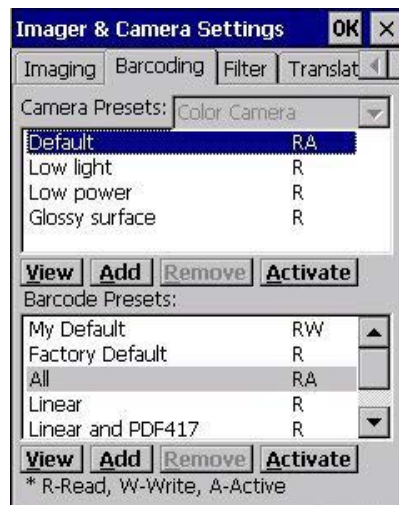 Imager & Camera Settings OK ×
Imaging Barcoding Filter Translat
Camera Presets: Color Camera
Default RA
Low light R
Low power R
Glossy surface R
View Add Remove Activate
Barcode Presets:
My Default RW
Factory Default R
All RA
Linear R
Linear and PDF417 R
View Add Remove Activate
* R-Read, W-Write, A-Active